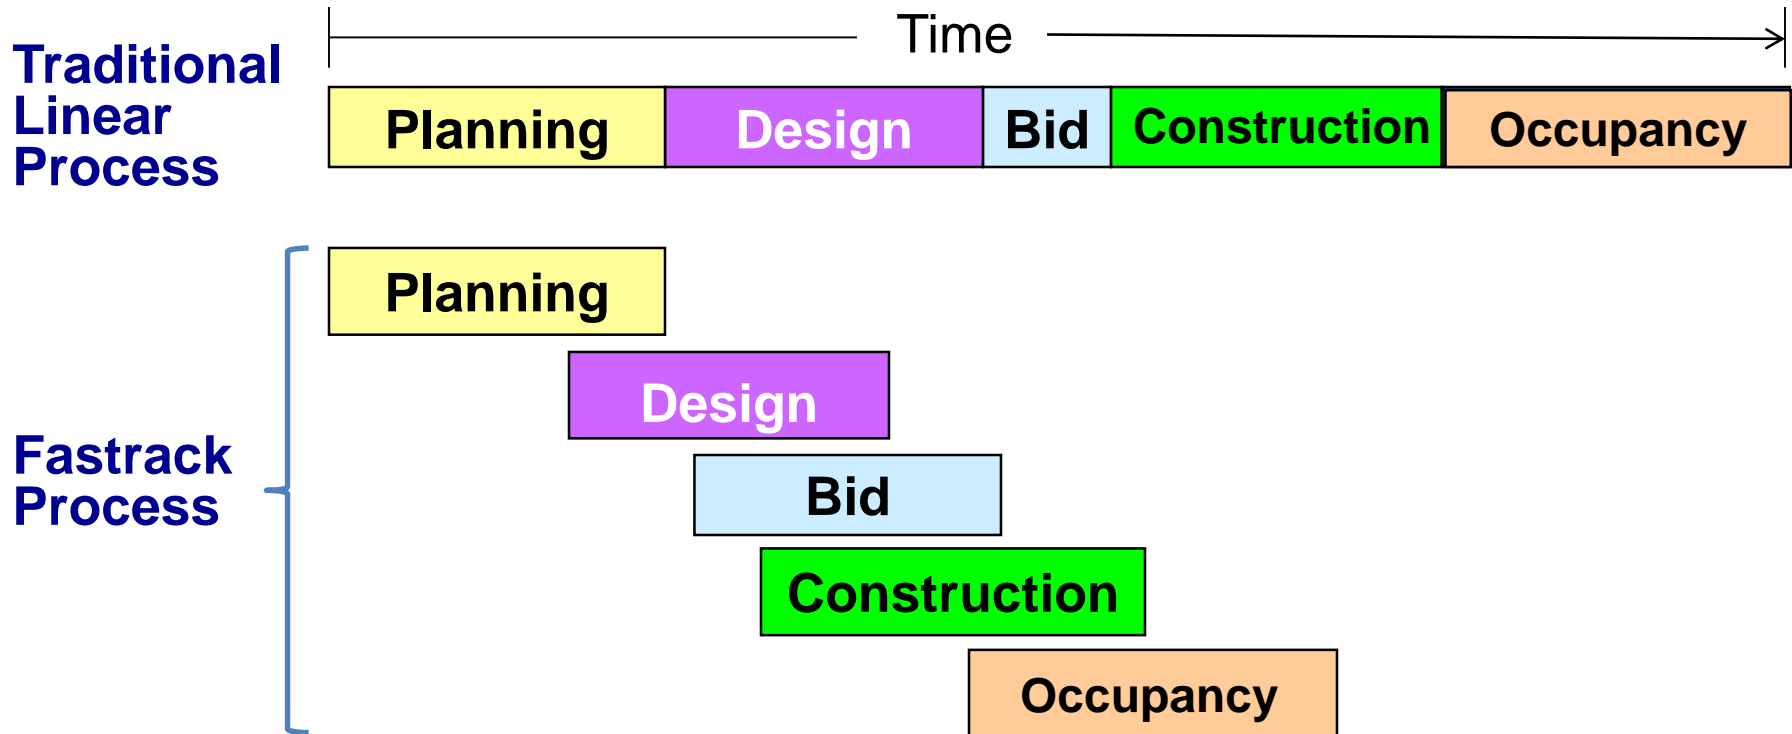 Time
Traditional
Linear
Process
Planning
Design
Bid
Construction
Occupancy
Planning
Design
Fastrack
Process
Bid
Construction
Occupancy